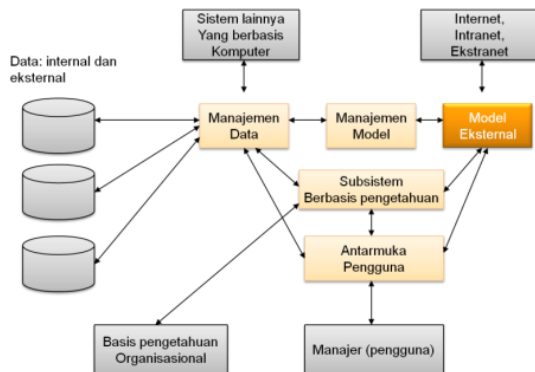 Sistem lainnya
Yang berbasis
Komputer
Internet,
Intranet,
Ekstranet
Data: internal dan
eksternal
Manajemen
Data
Manajemen
Model
Model
Eksternal
Subsistem
Berbasis pengetahuan
Antarmuka
Pengguna
Basis pengetahuan
Organisasional
Manajer (pengguna)